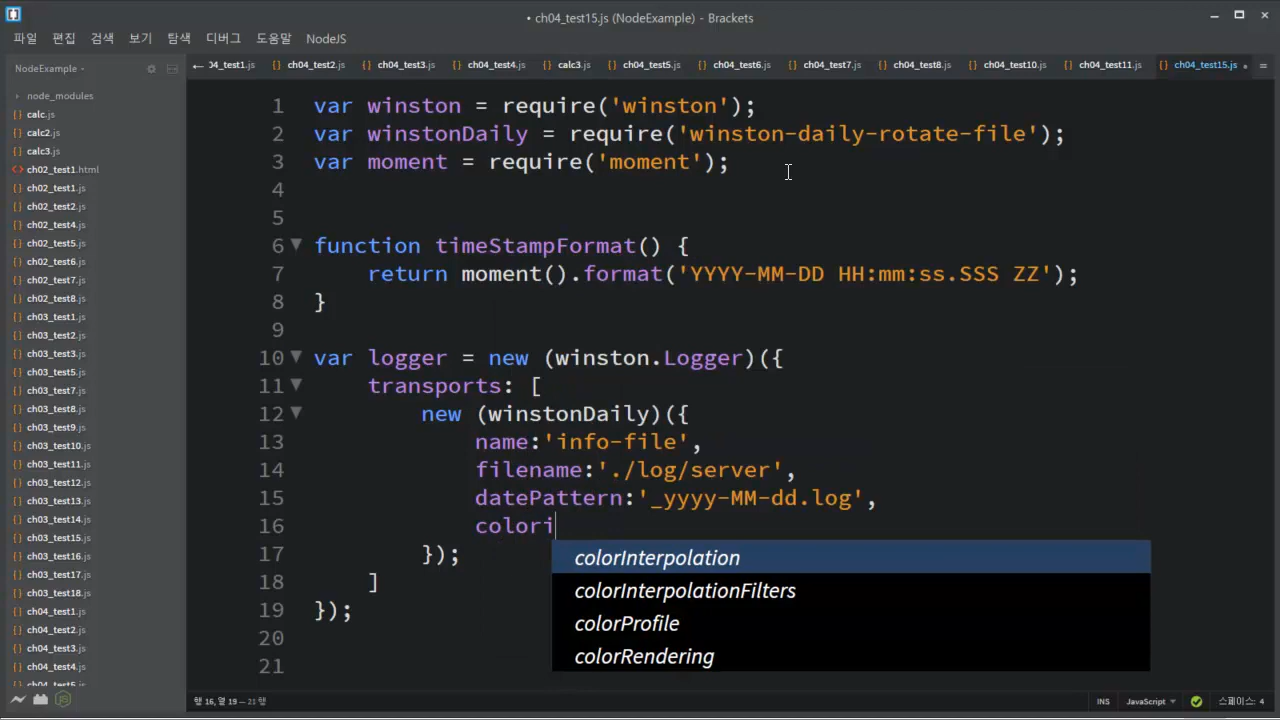 • ch04_test15.js (NodeExample) - Brackets
파일 편집 검색 보기 탐색 디버그 도움말 NodeJS
NodeExample
node_modules
calc.js
calc2.js
calc3.js
ch02_test1.html
ch02_test1.js
ch02_test2.js
ch02_test4.js
ch02_test5.js
ch02_test6.js
ch02_test7.js
ch02_test8.js
ch03_test1.js
ch03_test2.js
ch03_test3.js
ch03_test5.js
ch03_test7.js
ch03_test8.js
ch03_test9.js
ch03_test10.js
ch03_test11.js
ch03_test12.js
ch03_test13.js
ch03_test14.js
ch03_test15.js
ch03_test16.js
ch03_test17.js
ch03_test18.js
ch04_test1.js
ch04_test2.js
ch04_test3.js
ch04_test4.js
ch04_test5.js
04_test1.js ch04_test2.js ch04_test3.js ch04_test4.js calc3.js ch04_test5.js ch04_test6.js ch04_test7.js ch04_test8.js ch04_test10.js ch04_test11.js ch04_test15.js
1 var winston = require('winston');
2 var winstonDaily = require('winston-daily-rotate-file');
3 var moment = require('moment');
4
5
6 function timeStampFormat() {
7 return moment().format('YYYY-MM-DD HH:mm:ss.SSS ZZ');
8 }
9
10 var logger = new (winston.Logger)({
11 transports: [
12 new (winstonDaily)({
13 name:'info-file',
14 filename:'./log/server',
15 datePattern:'_yyyy-MM-dd.log',
16 colori
17 });
18 ]
19 });
20
21
colorInterpolation
colorInterpolationFilters
colorProfile
colorRendering
행 16, 열 19 — 21 행
INS JavaScript 스페이스: 4